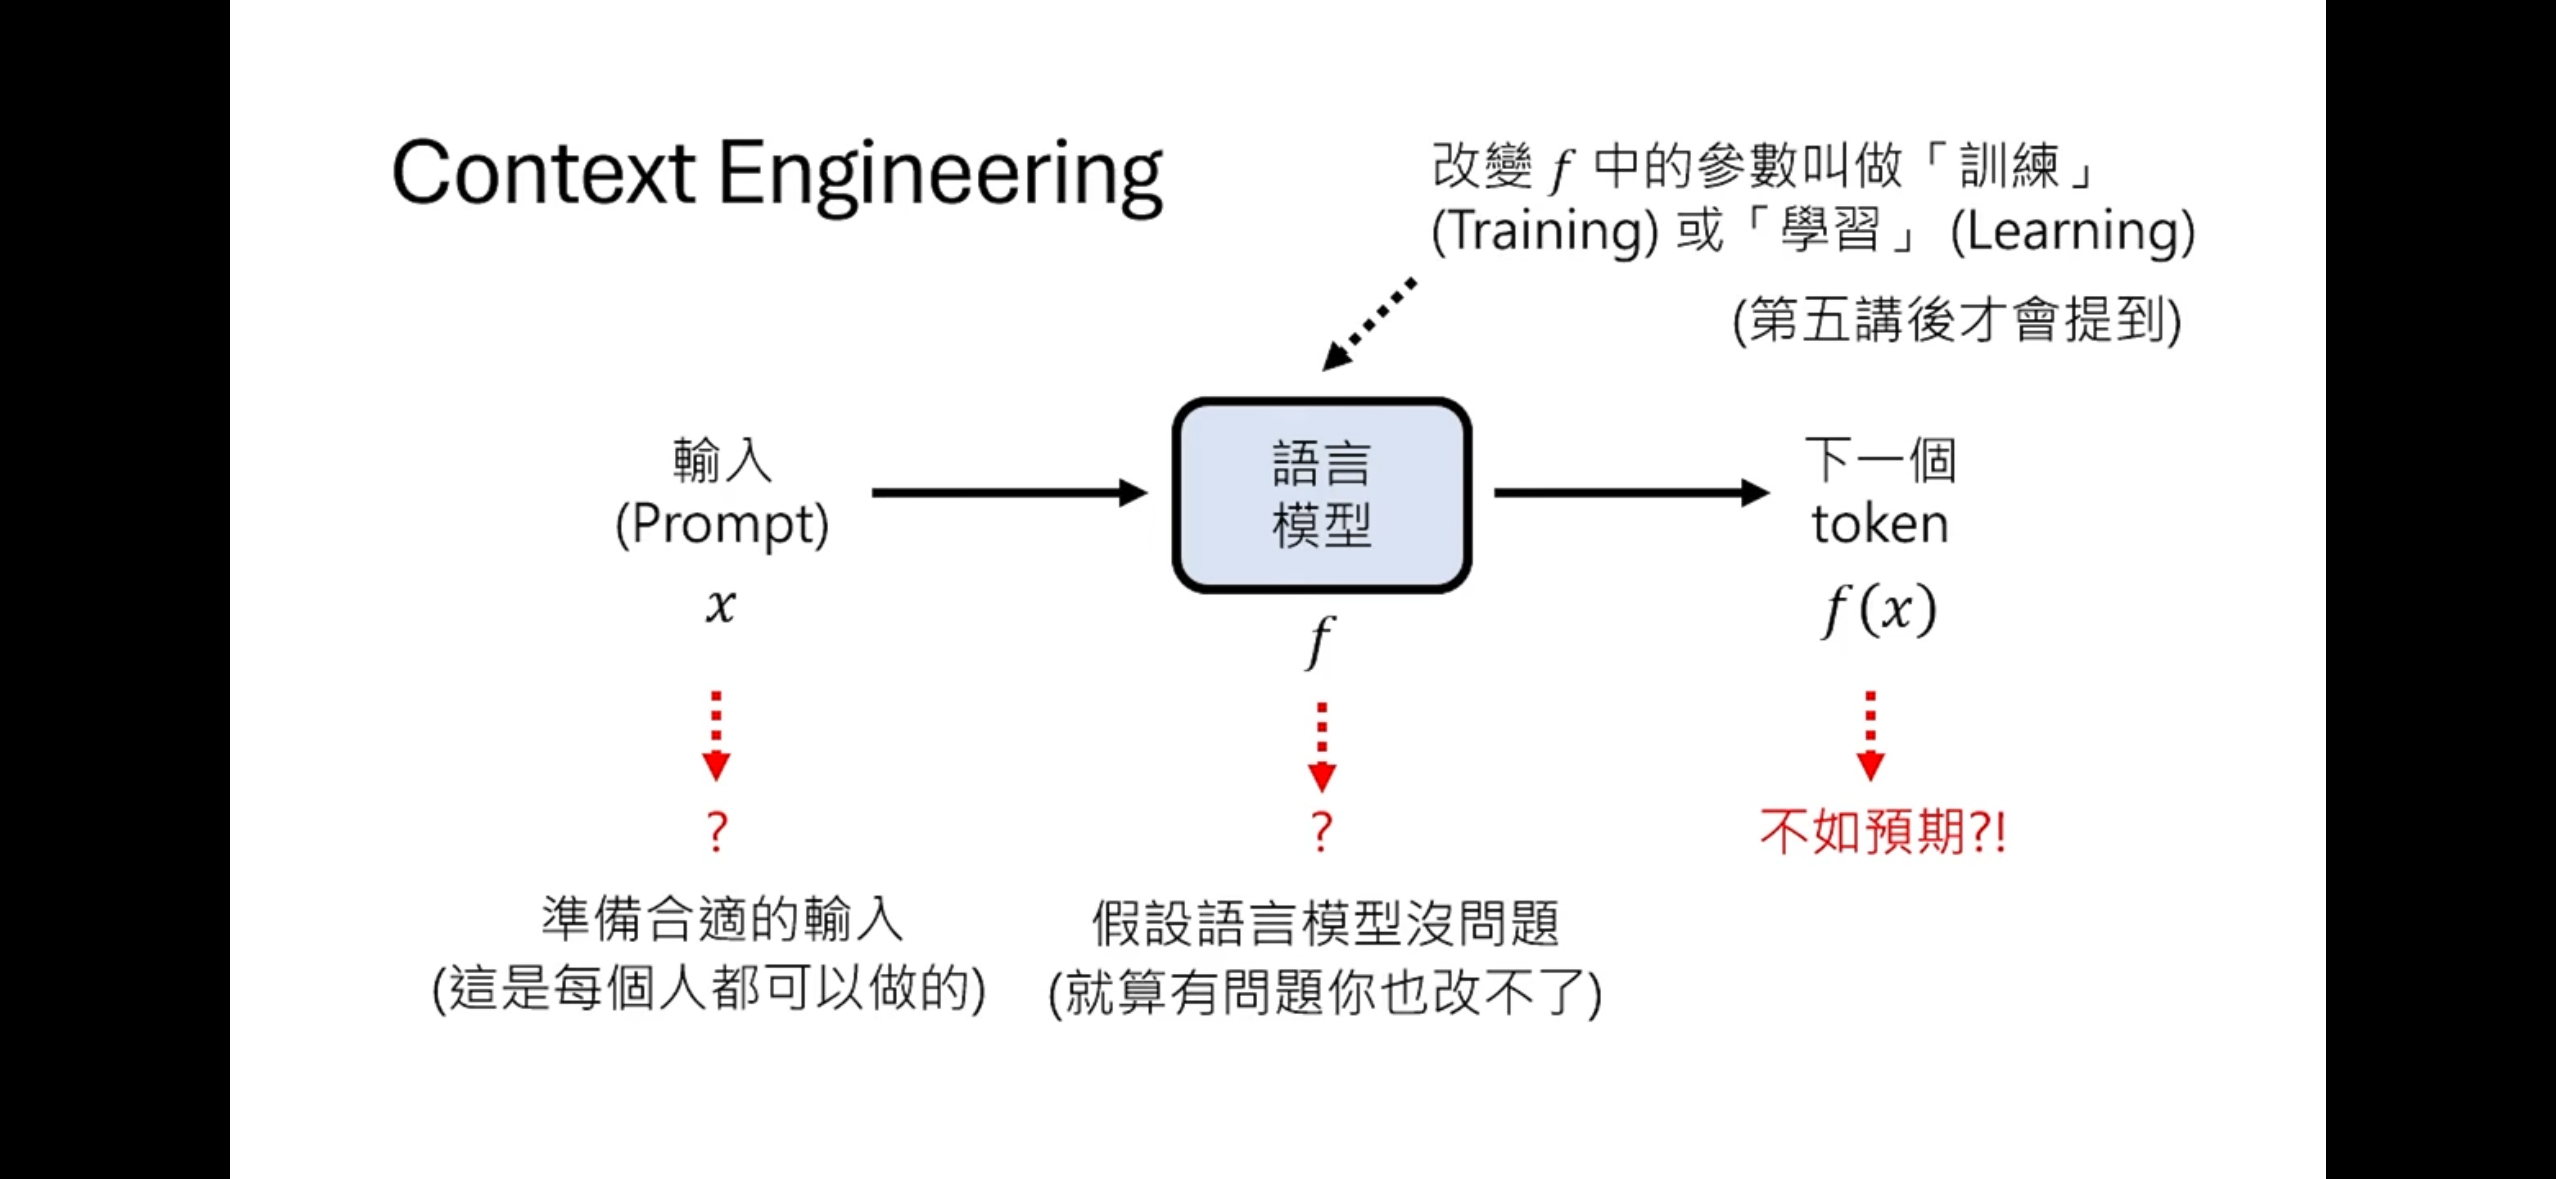 Context Engineering
改變 f 中的參數叫做「訓練」
(Training) 或「學習」 (Learning)
(第五講後才會提到)
輸入
(Prompt)
x
語言
模型
f
下一個
token
f(x)
?
?
不如預期?!
準備合適的輸入
(這是每個人都可以做的)
假設語言模型沒問題
(就算有問題你也改不了)